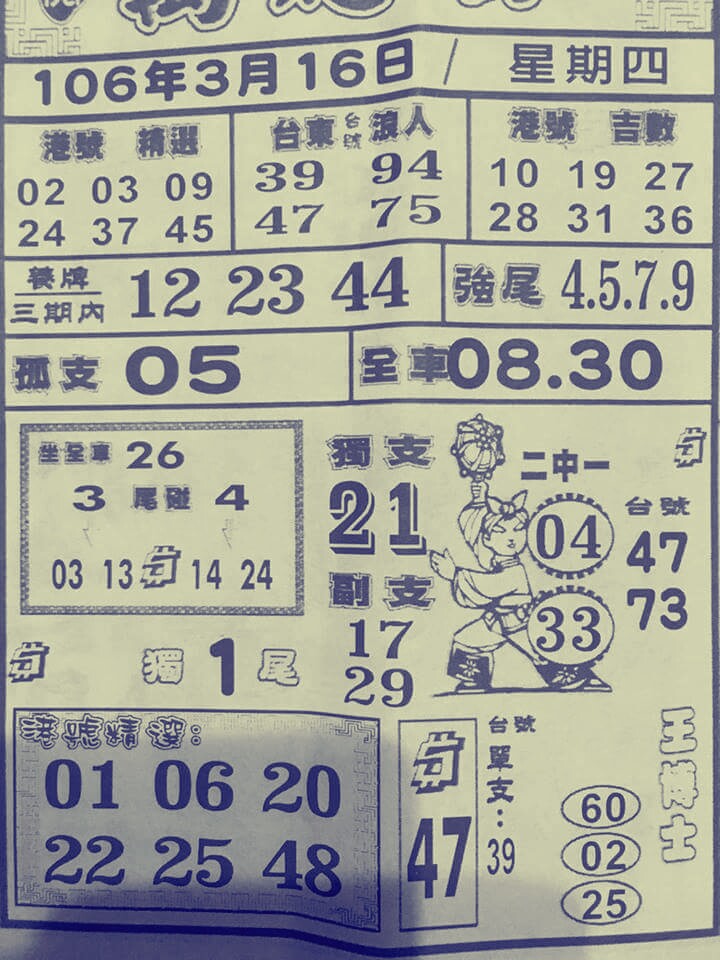 106年3月16日 / 星期四
港號 精選
02 03 09
24 37 45
台東 台號 浪人
39 94
47 75
港號 吉數
10 19 27
28 31 36
養牌
三期內
12 23 44
強尾 4.5.7.9
孤支 05
全車 08.30
坐全車 26
3 尾碰 4
03 13 14 24
獨 1 尾
獨支
21
副支
17
29
二中一
04
33
台號
47
73
港號精選:
01 06 20
22 25 48
47
台號
單支:
39
60
02
25
王博士